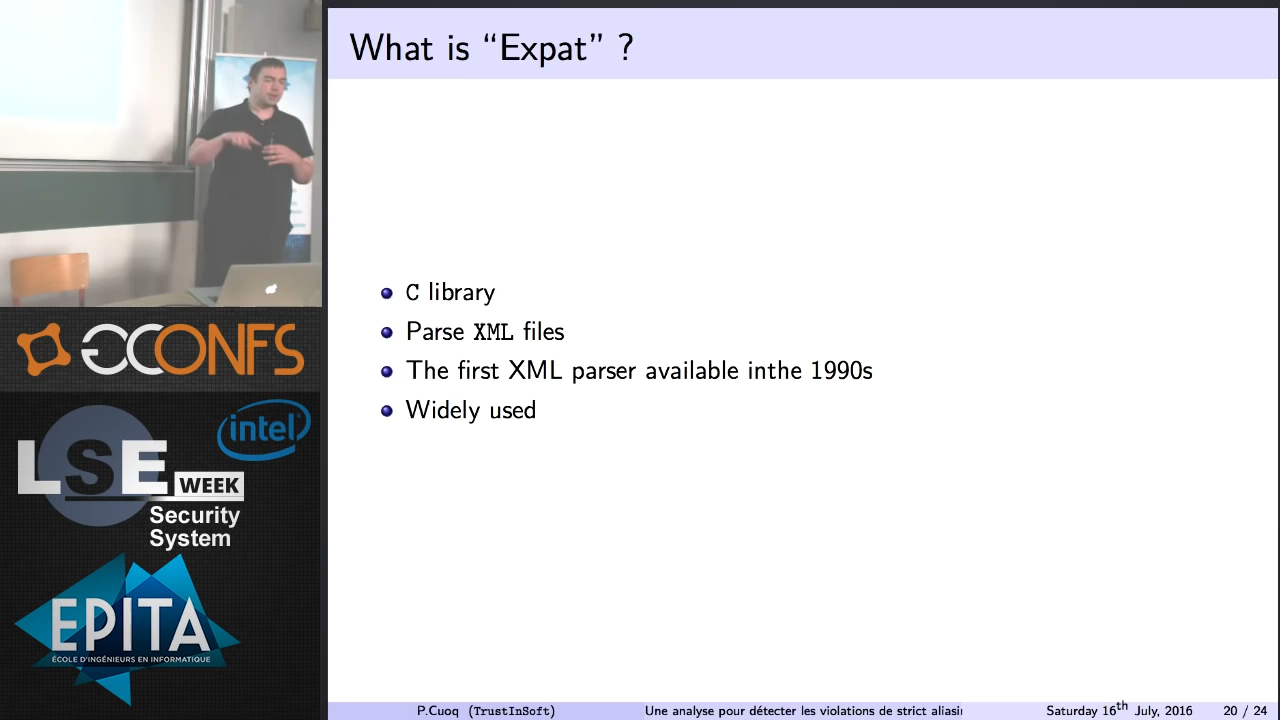 What is “Expat” ?
C library
Parse XML files
The first XML parser available inthe 1990s
Widely used
CONFS
LSE
WEEK
intel
Security
System
EPITA
ÉCOLE D'INGÉNIEURS EN INFORMATIQUE
P.Cuoq (TrustInSoft) Une analyse pour détecter les violations de strict aliasi Saturday 16th July, 2016 20 / 24